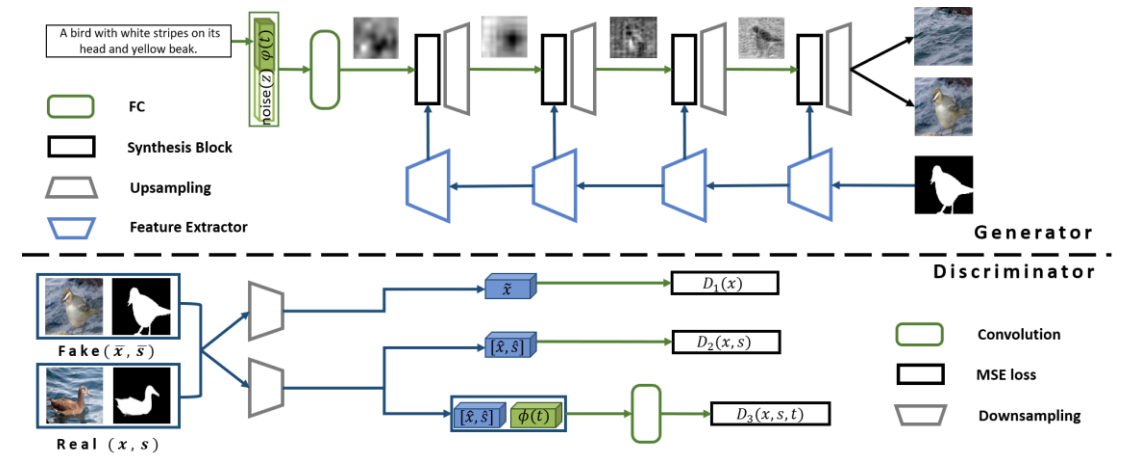 A bird with white stripes on its
head and yellow beak.
φ(t)
noise(z)
FC
Synthesis Block
Upsampling
Feature Extractor
Generator
Discriminator
Fake(x̄, s̄)
Real (x, s)
x̃
[x̂, ŝ]
[x̂, ŝ]
ϕ(t)
D₁(x)
D₂(x, s)
D₃(x, s, t)
Convolution
MSE loss
Downsampling